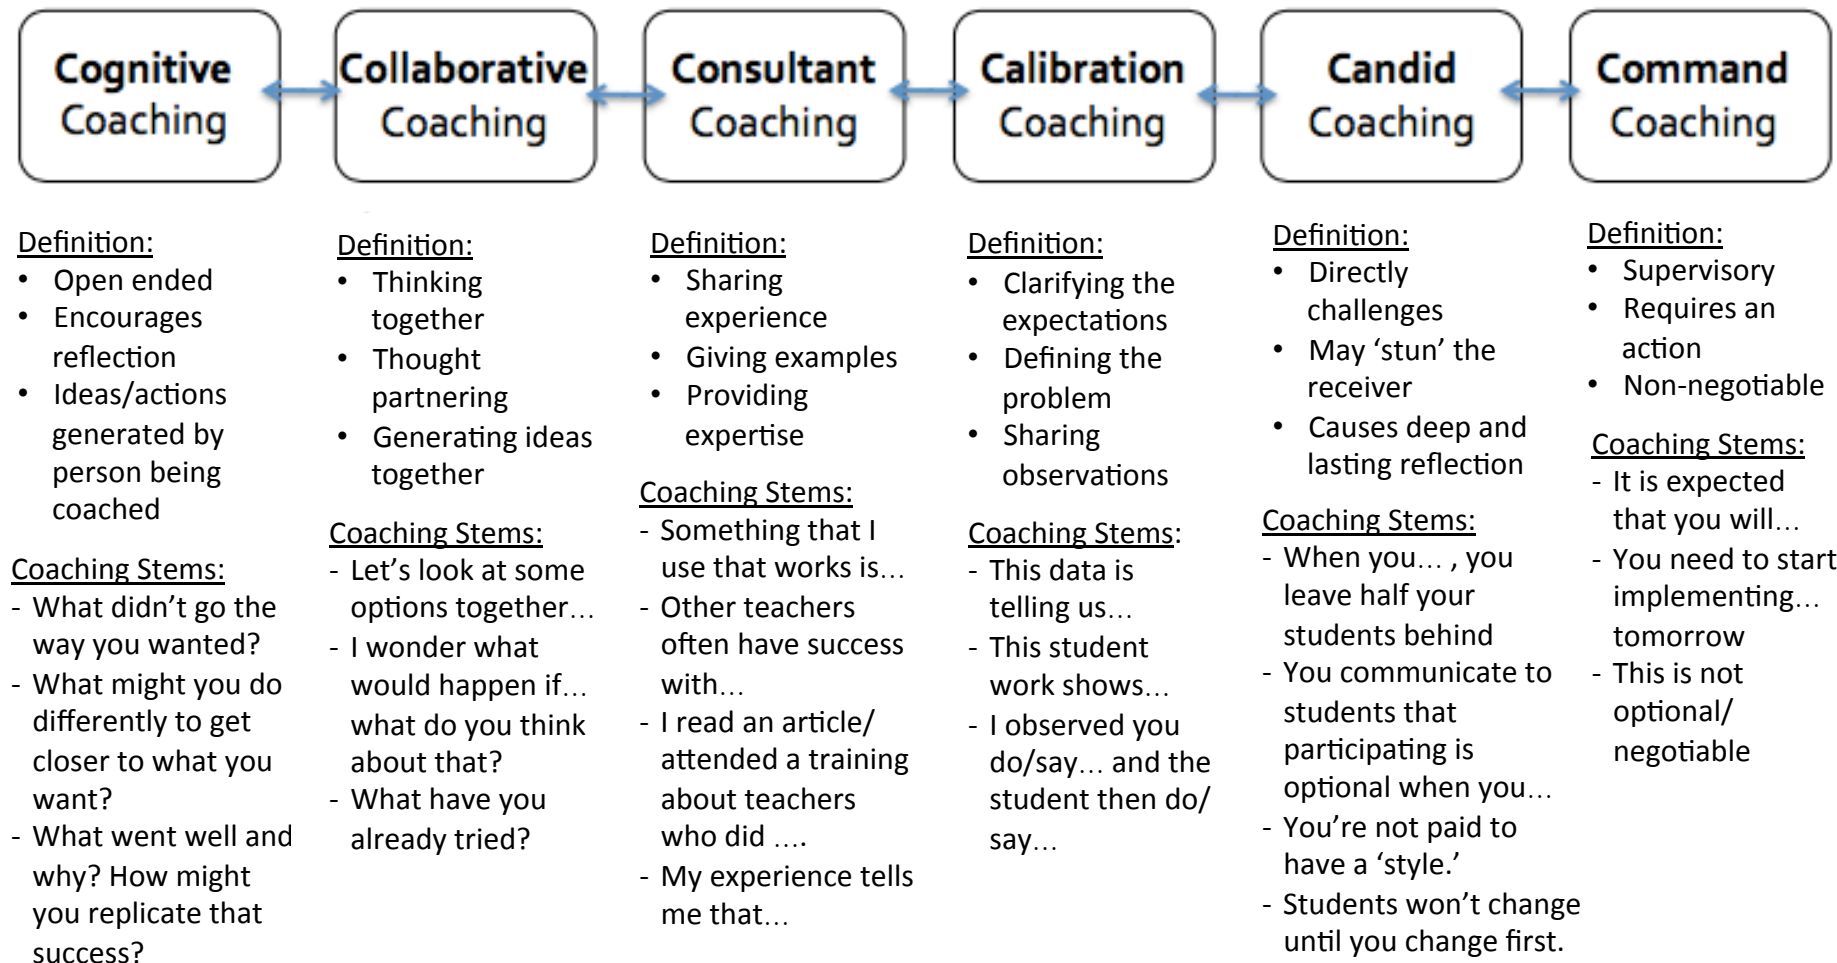 Cognitive
Coaching
Collaborative
Coaching
Consultant
Coaching
Calibration
Coaching
Candid
Coaching
Command
Coaching
Definition:
• Open ended
• Encourages
reflection
• Ideas/actions
generated by
person being
coached
Coaching Stems:
- What didn’t go the
way you wanted?
- What might you do
differently to get
closer to what you
want?
- What went well and
why? How might
you replicate that
success?
Definition:
• Thinking
together
• Thought
partnering
• Generating ideas
together
Coaching Stems:
- Let’s look at some
options together…
- I wonder what
would happen if…
what do you think
about that?
- What have you
already tried?
Definition:
• Sharing
experience
• Giving examples
• Providing
expertise
Coaching Stems:
- Something that I
use that works is…
- Other teachers
often have success
with…
- I read an article/
attended a training
about teachers
who did ….
- My experience tells
me that…
Definition:
• Clarifying the
expectations
• Defining the
problem
• Sharing
observations
Coaching Stems:
- This data is
telling us…
- This student
work shows…
- I observed you
do/say… and the
student then do/
say…
Definition:
• Directly
challenges
• May ‘stun’ the
receiver
• Causes deep and
lasting reflection
Coaching Stems:
- When you… , you
leave half your
students behind
- You communicate to
students that
participating is
optional when you…
- You’re not paid to
have a ‘style.’
- Students won’t change
until you change first.
Definition:
• Supervisory
• Requires an
action
• Non-negotiable
Coaching Stems:
- It is expected
that you will…
- You need to start
implementing…
tomorrow
- This is not
optional/
negotiable